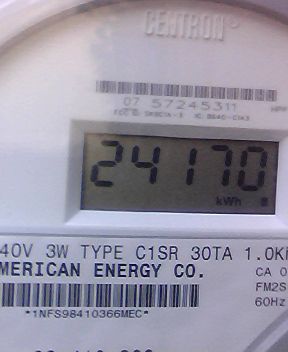 CENTRON®
07 57245311
24170
kWh
40V 3W TYPE C1SR 30TA 1.0K
MERICAN ENERGY CO. CA 0
FM2S
60Hz
*1NFS98410366MEC*